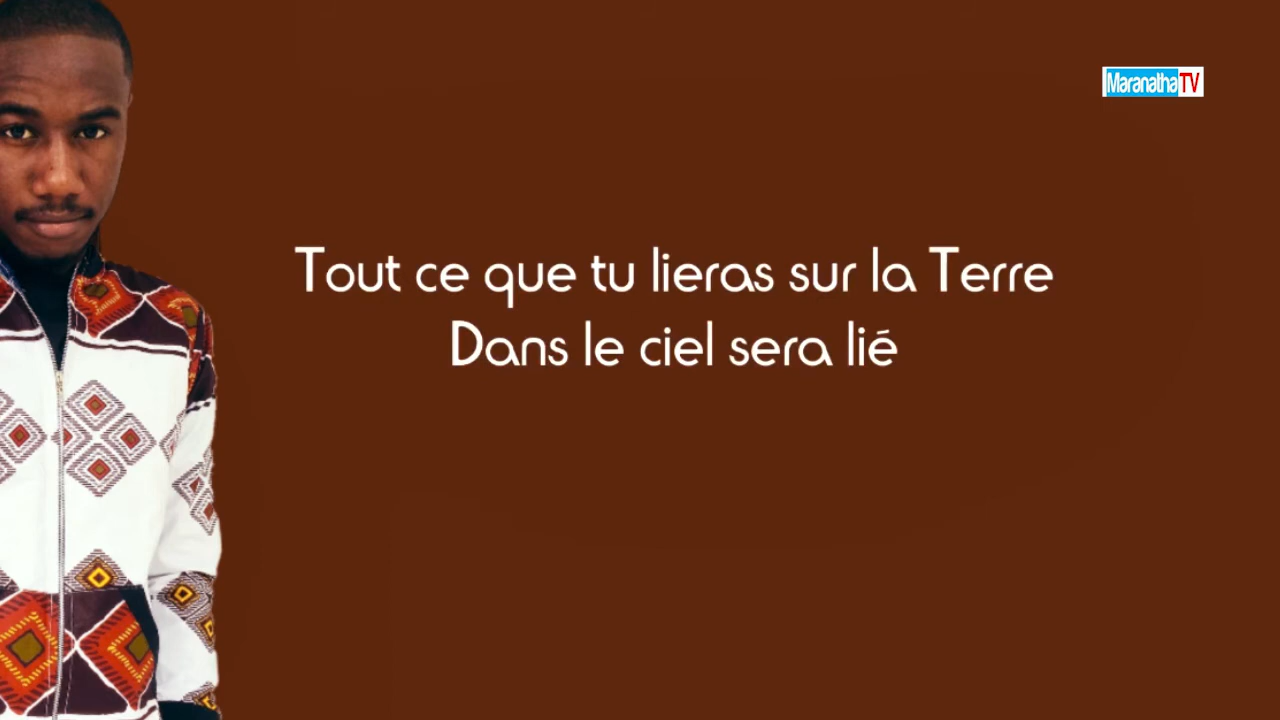 MaranathaTV
Tout ce que tu lieras sur la Terre
Dans le ciel sera lié